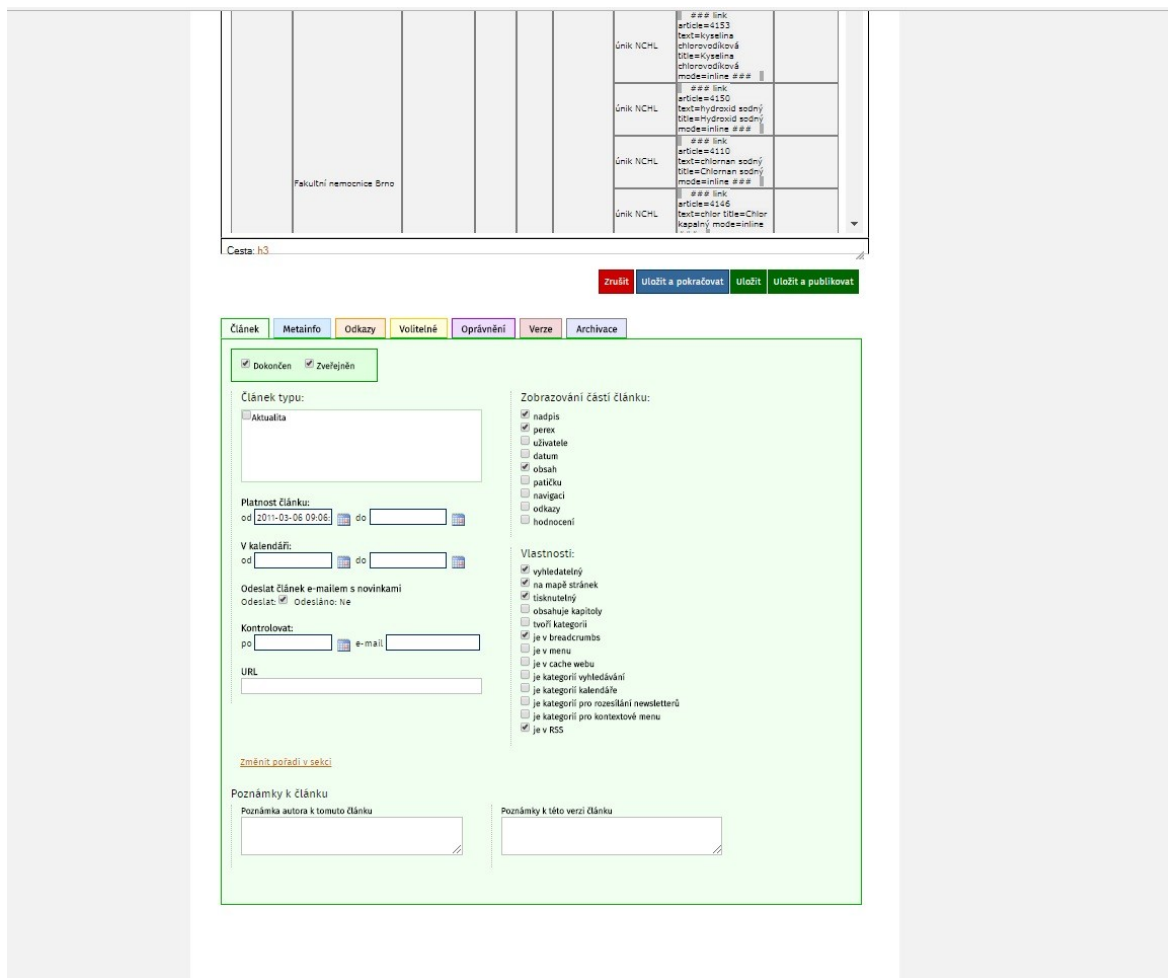 ### link
article=4153
text=kyselina
chlorovodíková
title=Kyselina
chlorovodíková
mode=inline ###
únik NCHL
### link
article=4150
text=hydroxid sodný
title=Hydroxid sodný
mode=inline ###
únik NCHL
### link
article=4110
text=chlornan sodný
title=Chlornan sodný
mode=inline ###
únik NCHL
Fakultní nemocnice Brno
### link
article=4146
text=chlor title=Chlor
kapalný mode=inline
únik NCHL
Cesta: h3
Zrušit Uložit a pokračovat Uložit Uložit a publikovat
Článek Metainfo Odkazy Volitelné Oprávnění Verze Archivace
Dokončen Zveřejněn
Článek typu:
Aktualita
Platnost článku:
od 2011-03-06 09:06: do
V kalendáři:
od do
Odeslat článek e-mailem s novinkami
Odeslat: Odesláno: Ne
Kontrolovat:
po e-mail
URL
Změnit pořadí v sekci
Zobrazování částí článku:
nadpis
perex
uživatele
datum
obsah
patičku
navigaci
odkazy
hodnocení
Vlastnosti:
vyhledatelný
na mapě stránek
tisknutelný
obsahuje kapitoly
tvoří kategorii
je v breadcrumbs
je v menu
je v cache webu
je kategorií vyhledávání
je kategorií kalendáře
je kategorií pro rozesílání newsletterů
je kategorií pro kontextové menu
je v RSS
Poznámky k článku
Poznámka autora k tomuto článku
Poznámky k této verzi článku